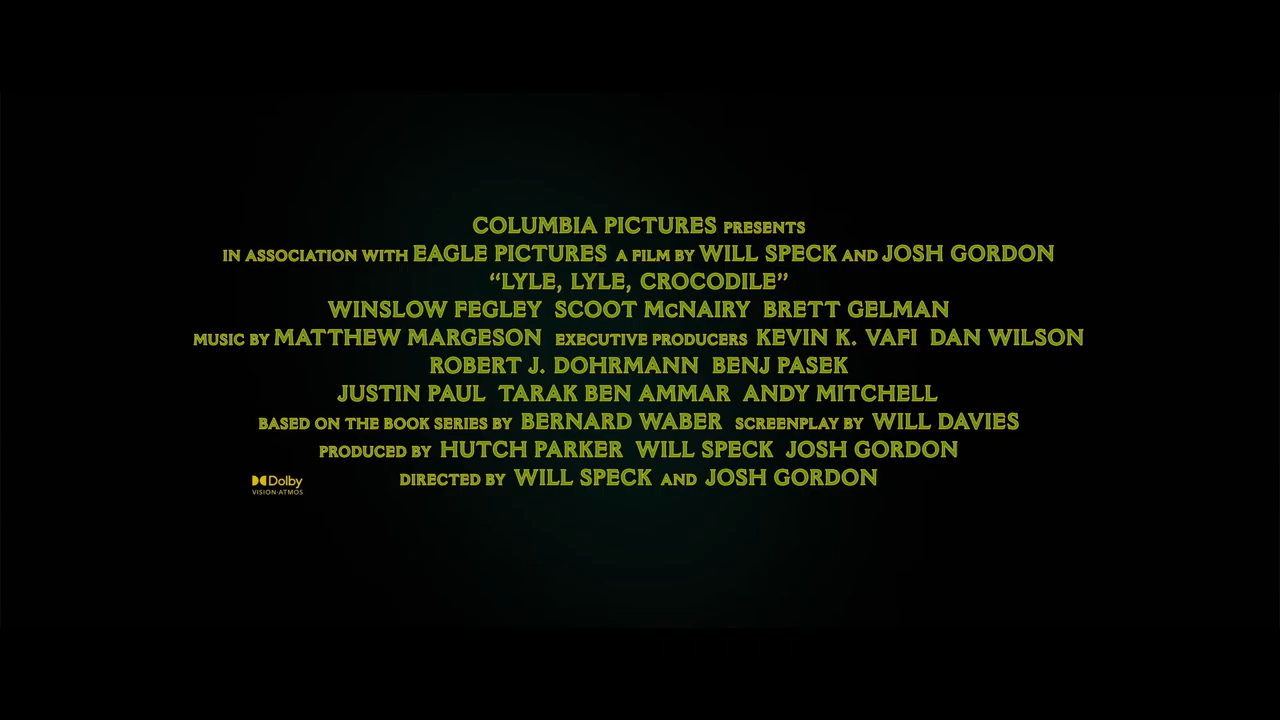 COLUMBIA PICTURES PRESENTS
IN ASSOCIATION WITH EAGLE PICTURES A FILM BY WILL SPECK AND JOSH GORDON
“LYLE, LYLE, CROCODILE”
WINSLOW FEGLEY SCOOT McNAIRY BRETT GELMAN
MUSIC BY MATTHEW MARGESON EXECUTIVE PRODUCERS KEVIN K. VAFI DAN WILSON
ROBERT J. DOHRMANN BENJ PASEK
JUSTIN PAUL TARAK BEN AMMAR ANDY MITCHELL
BASED ON THE BOOK SERIES BY BERNARD WABER SCREENPLAY BY WILL DAVIES
PRODUCED BY HUTCH PARKER WILL SPECK JOSH GORDON
DIRECTED BY WILL SPECK AND JOSH GORDON
Dolby
VISION·ATMOS